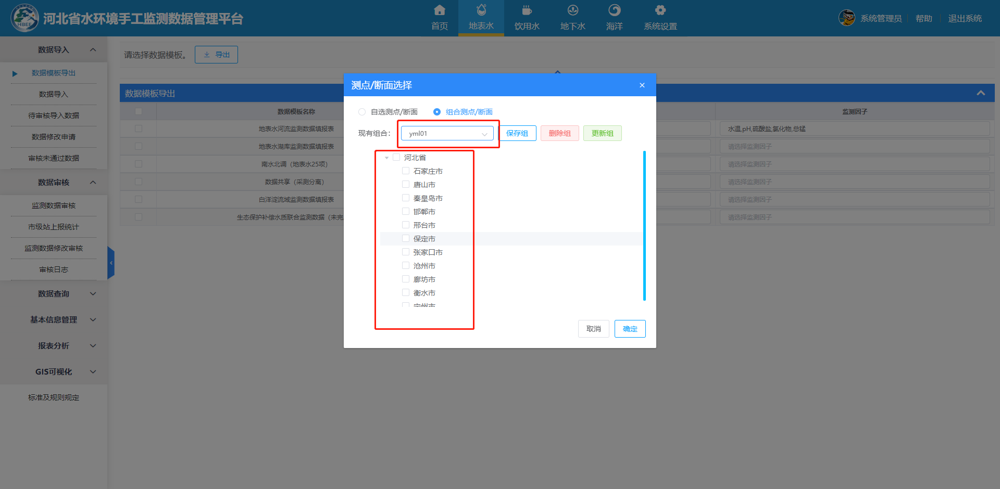 河北省水环境手工监测数据管理平台
首页
地表水
饮用水
地下水
海洋
系统设置
系统管理员
帮助
退出系统
数据导入
数据模板导出
数据导入
待审核导入数据
数据修改申请
审核未通过数据
数据审核
监测数据审核
市级站上报统计
监测数据修改审核
审核日志
数据查询
基本信息管理
报表分析
GIS可视化
标准及规则规定
请选择数据模板。
导出
数据模板导出
数据模板名称
监测因子
地表水河流监测数据填报表
水温,pH,硫酸盐,氯化物,总锰
地表水湖库监测数据填报表
请选择监测因子
南水北调（地表水25项）
请选择监测因子
数据共享（采测分离）
请选择监测因子
白洋淀流域监测数据填报表
请选择监测因子
生态保护补偿水质联合监测数据（未完
请选择监测因子
测点/断面选择
自选测点/断面
组合测点/断面
现有组合：
yml01
保存组
删除组
更新组
河北省
石家庄市
唐山市
秦皇岛市
邯郸市
邢台市
保定市
张家口市
沧州市
廊坊市
衡水市
定州市
取消
确定
HBEE